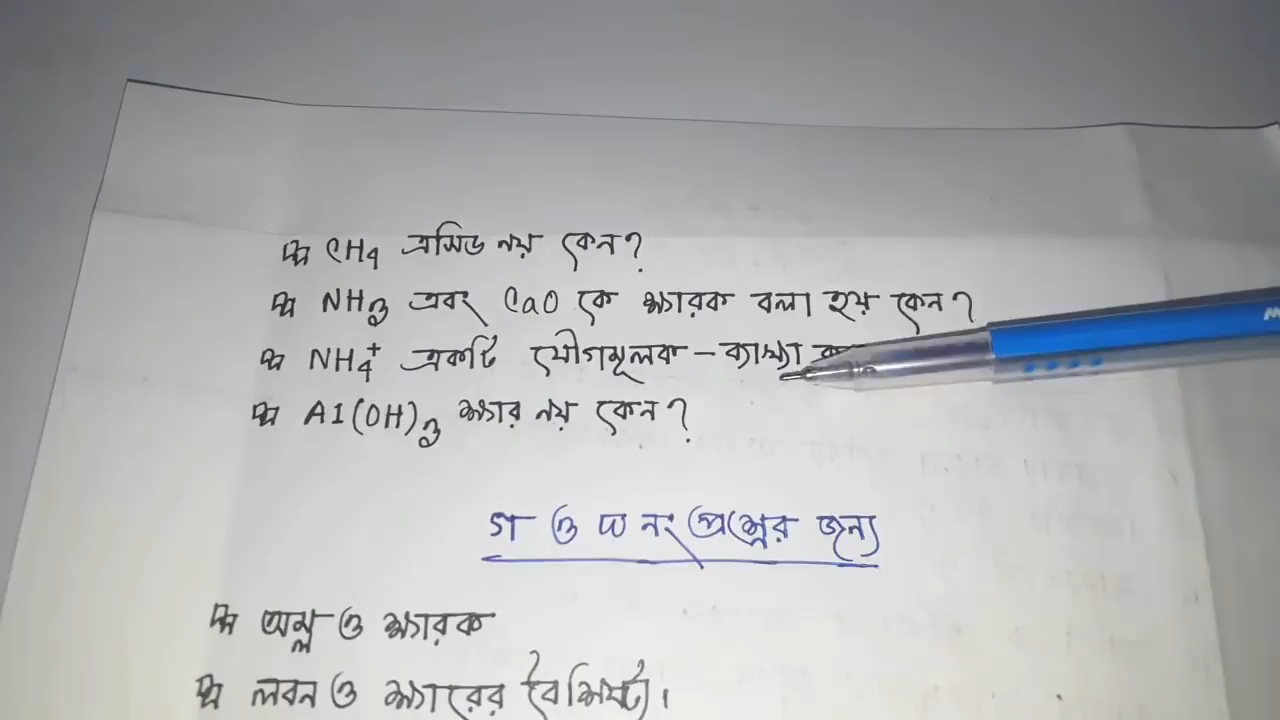 CH4 এসিড নয় কেন?
NH3 এবং CaO কে ক্ষারক বলা হয় কেন?
NH4+ একটি যৌগমূলক - ব্যাখ্যা
Al(OH)3 ক্ষার নয় কেন?
গ ও ঘ নং প্রশ্নের জন্য
অম্ল ও ক্ষারক
লবন ও ক্ষারের বৈশিষ্ট্য।